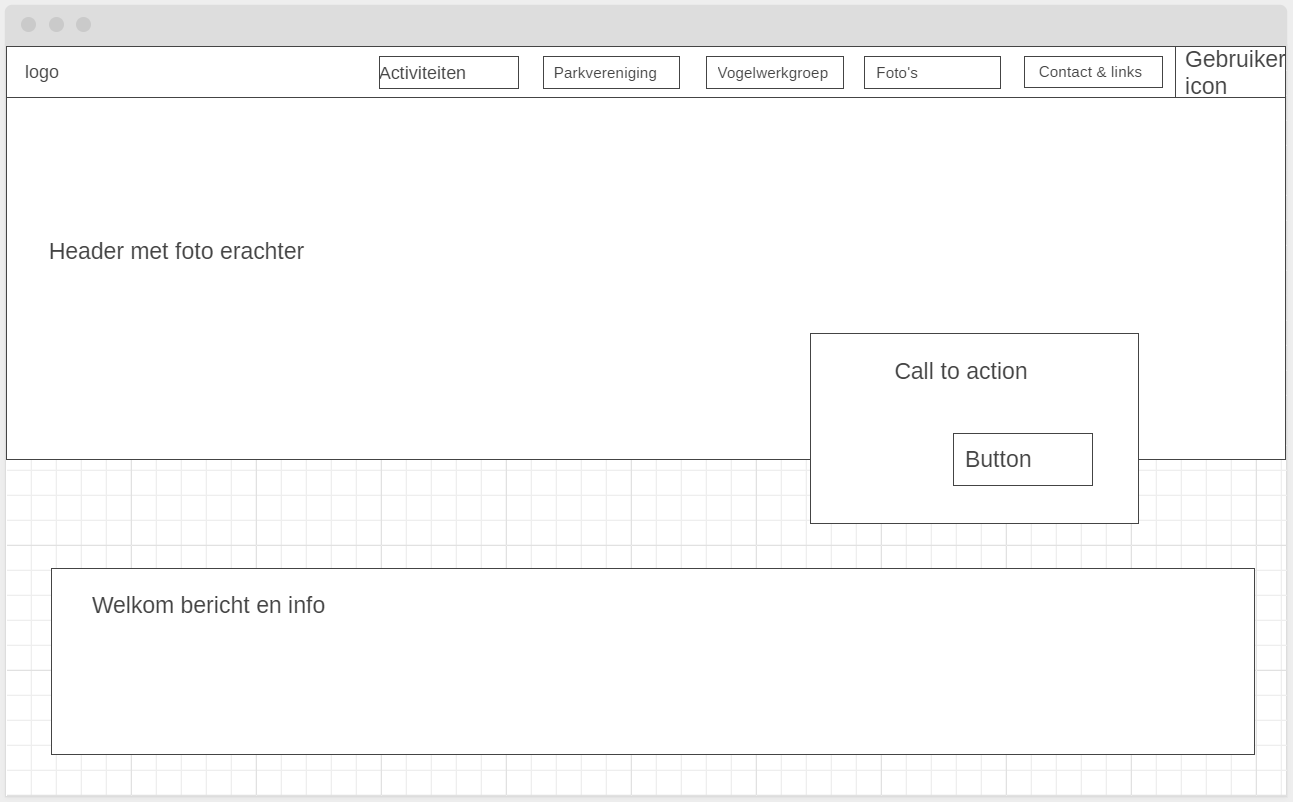 logo
Activiteiten
Parkvereniging
Vogelwerkgroep
Foto's
Contact & links
Gebruiker
icon
Header met foto erachter
Call to action
Button
Welkom bericht en info